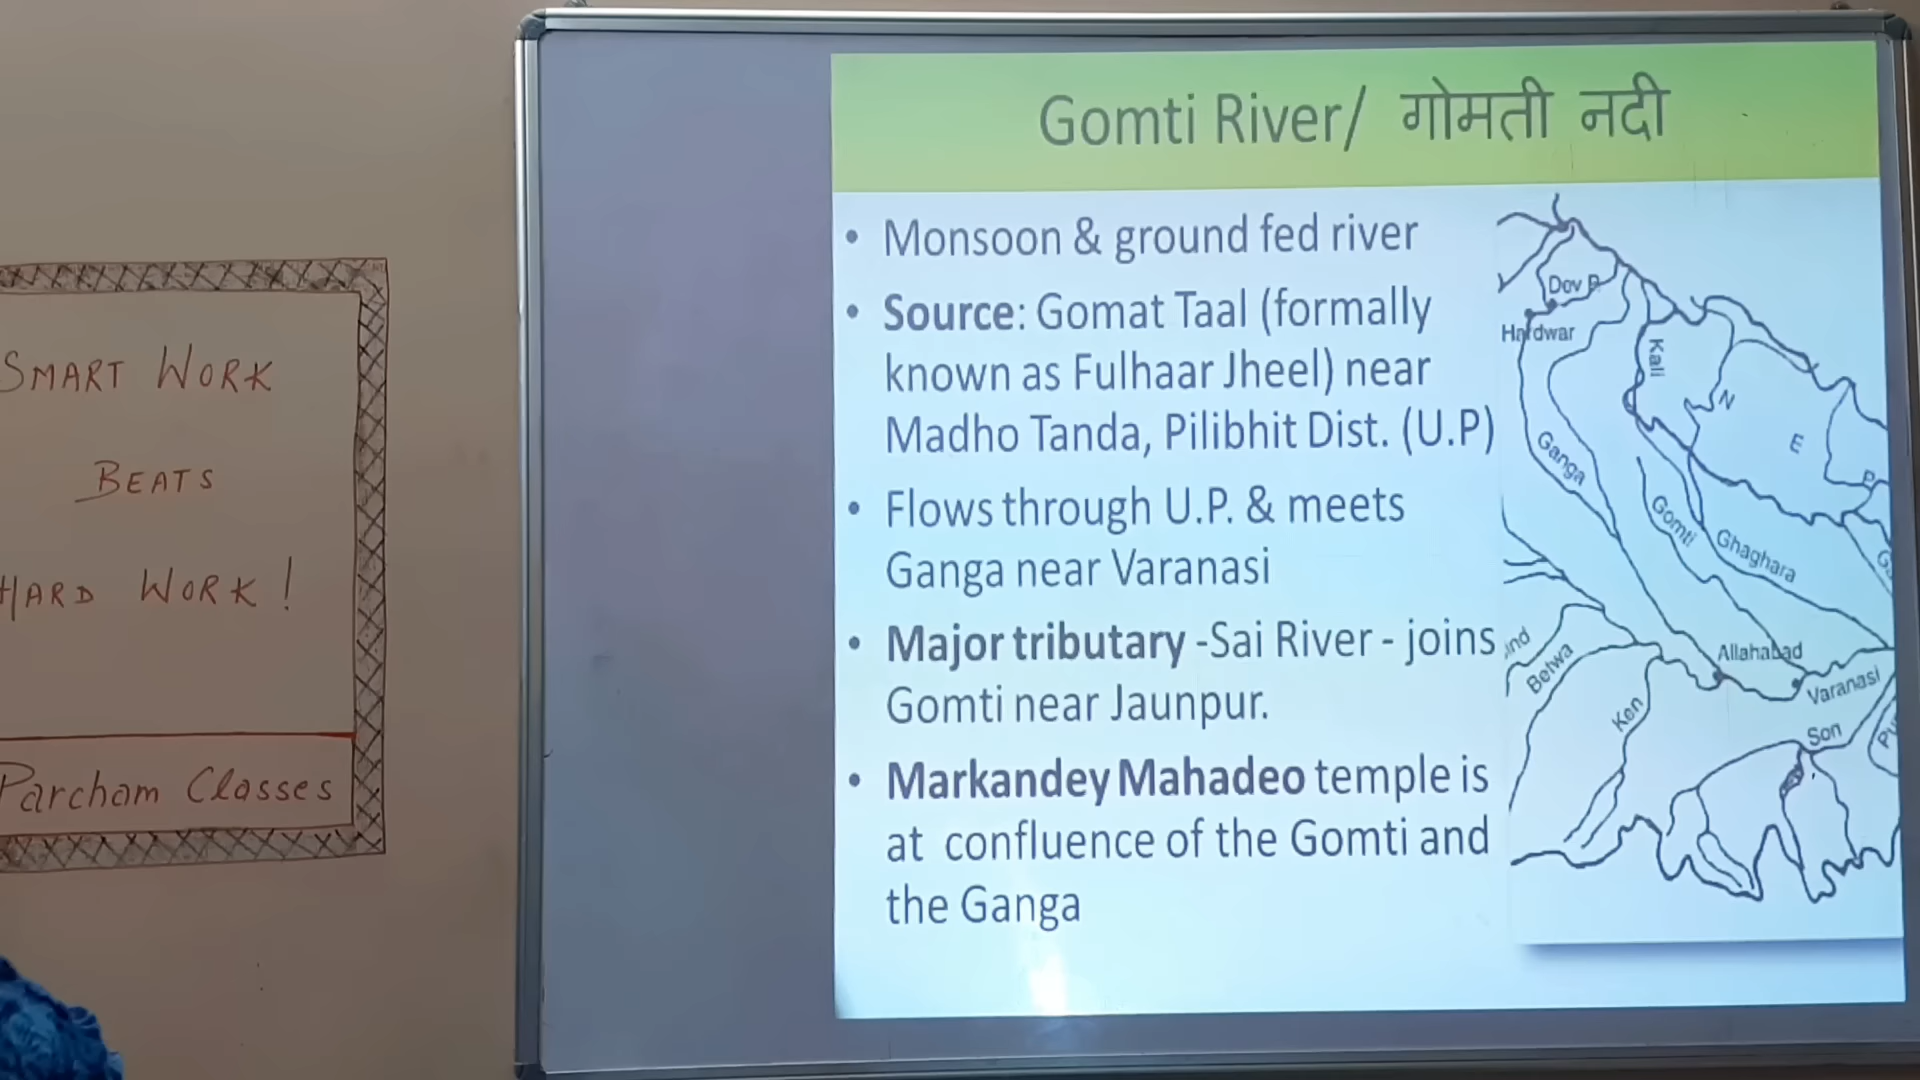 SMART WORK
BEATS
HARD WORK!
Parcham Classes
Gomti River/ गोमती नदी
• Monsoon & ground fed river
• Source: Gomat Taal (formally
known as Fulhaar Jheel) near
Madho Tanda, Pilibhit Dist. (U.P)
• Flows through U.P. & meets
Ganga near Varanasi
• Major tributary -Sai River - joins
Gomti near Jaunpur.
• Markandey Mahadeo temple is
at confluence of the Gomti and
the Ganga
Hardwar
Kali
N
E
P
Ganga
Gomti
Ghaghara
Allahabad
Varanasi
Betwa
Ken
Son